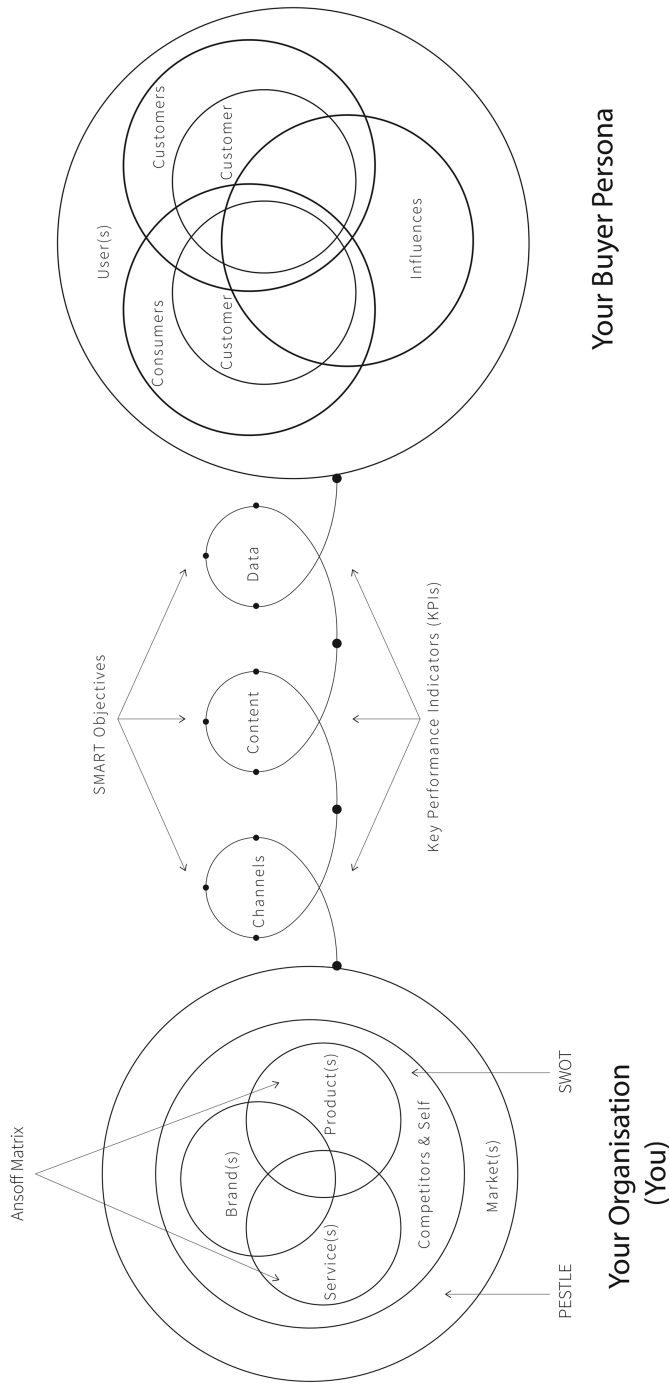 Ansoff Matrix
Brand(s)
Service(s)
Product(s)
Competitors & Self
Market(s)
PESTLE
SWOT
Your Organisation
(You)
SMART Objectives
Channels
Content
Data
Key Performance Indicators (KPIs)
User(s)
Consumers
Customers
Customer
Customer
Influences
Your Buyer Persona